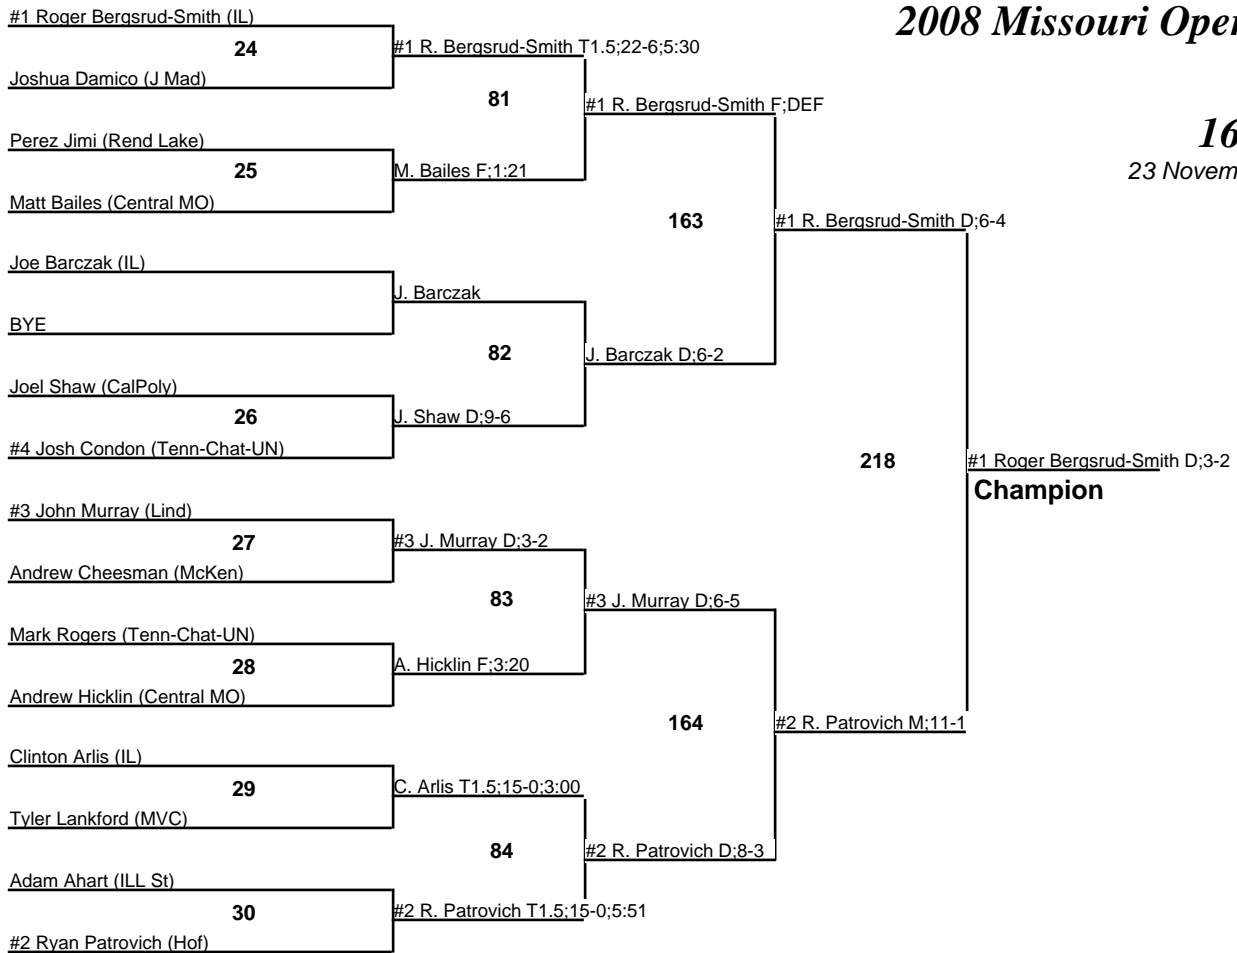 2008 Missouri Open
16
23 Novem
#1 Roger Bergsrud-Smith (IL)
24
Joshua Damico (J Mad)
#1 R. Bergsrud-Smith T1.5;22-6;5:30
81
Perez Jimi (Rend Lake)
25
Matt Bailes (Central MO)
M. Bailes F;1:21
#1 R. Bergsrud-Smith F;DEF
163
Joe Barczak (IL)
BYE
J. Barczak
82
Joel Shaw (CalPoly)
26
#4 Josh Condon (Tenn-Chat-UN)
J. Shaw D;9-6
J. Barczak D;6-2
#1 R. Bergsrud-Smith D;6-4
218
#1 Roger Bergsrud-Smith D;3-2
Champion
#3 John Murray (Lind)
27
Andrew Cheesman (McKen)
#3 J. Murray D;3-2
83
Mark Rogers (Tenn-Chat-UN)
28
Andrew Hicklin (Central MO)
A. Hicklin F;3:20
#3 J. Murray D;6-5
164
#2 R. Patrovich M;11-1
Clinton Arlis (IL)
29
Tyler Lankford (MVC)
C. Arlis T1.5;15-0;3:00
84
Adam Ahart (ILL St)
30
#2 Ryan Patrovich (Hof)
#2 R. Patrovich T1.5;15-0;5:51
#2 R. Patrovich D;8-3